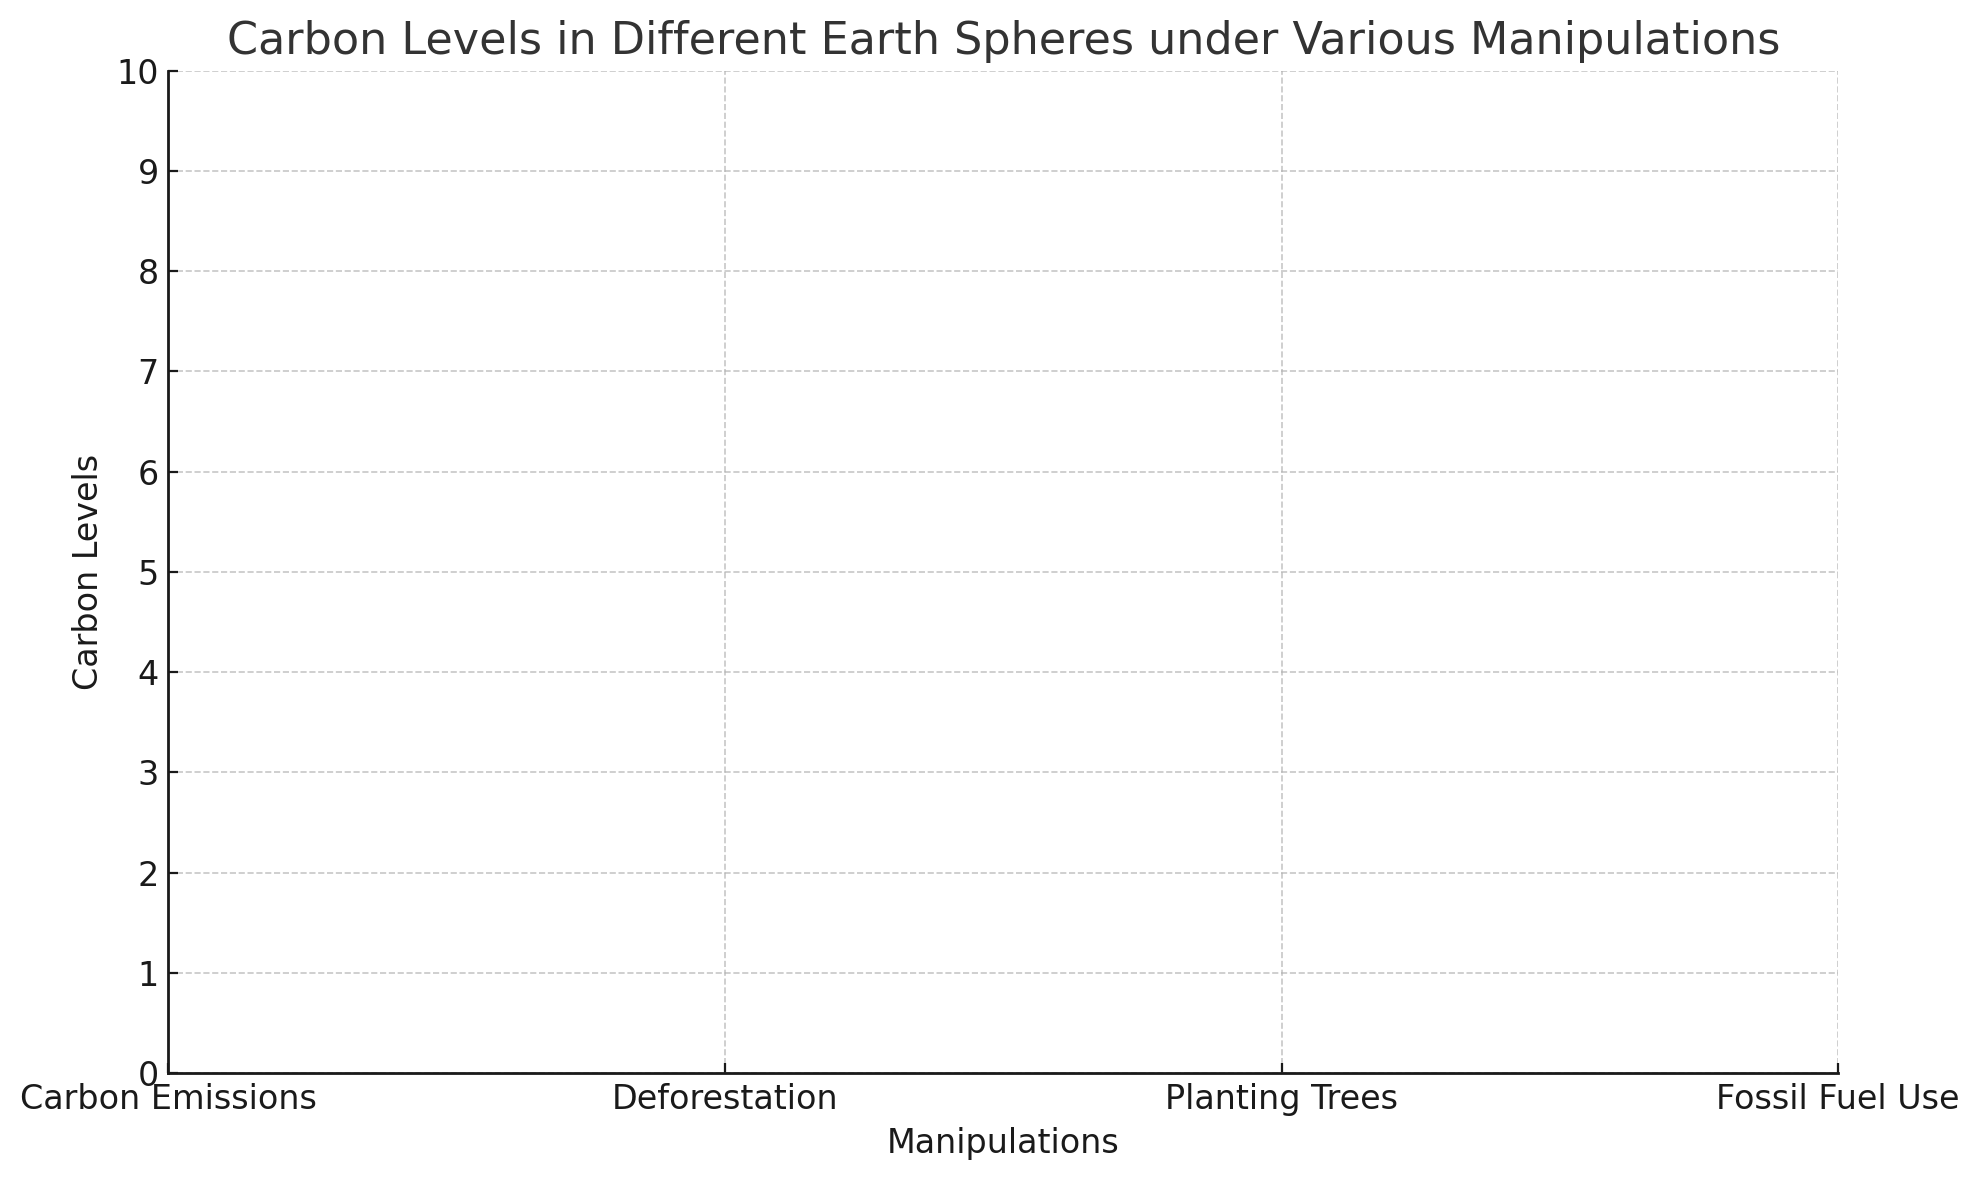 Carbon Levels in Different Earth Spheres under Various Manipulations
10
9
8
7
6
5
4
3
2
1
0
Carbon Levels
Carbon Emissions Deforestation Planting Trees Fossil Fuel Use
Manipulations